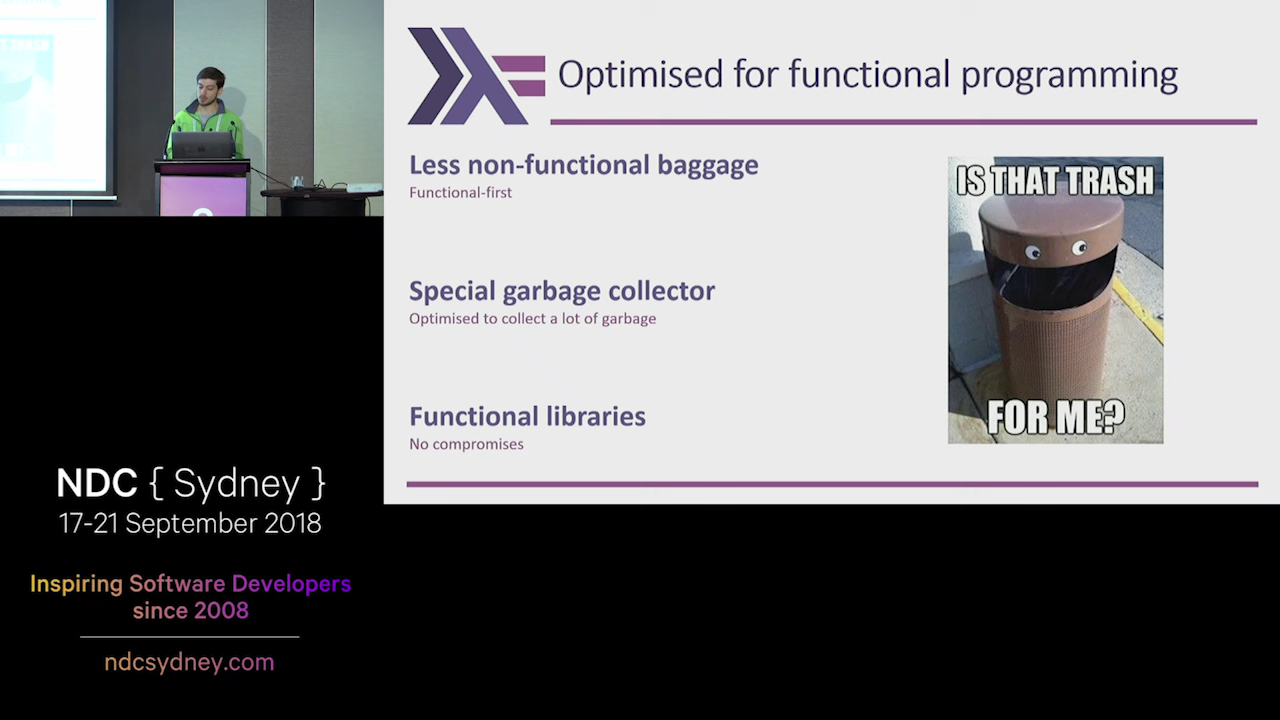 Optimised for functional programming
Less non-functional baggage
Functional-first
Special garbage collector
Optimised to collect a lot of garbage
Functional libraries
No compromises
IS THAT TRASH
FOR ME?
NDC { Sydney }
17-21 September 2018
Inspiring Software Developers
since 2008
ndcsydney.com